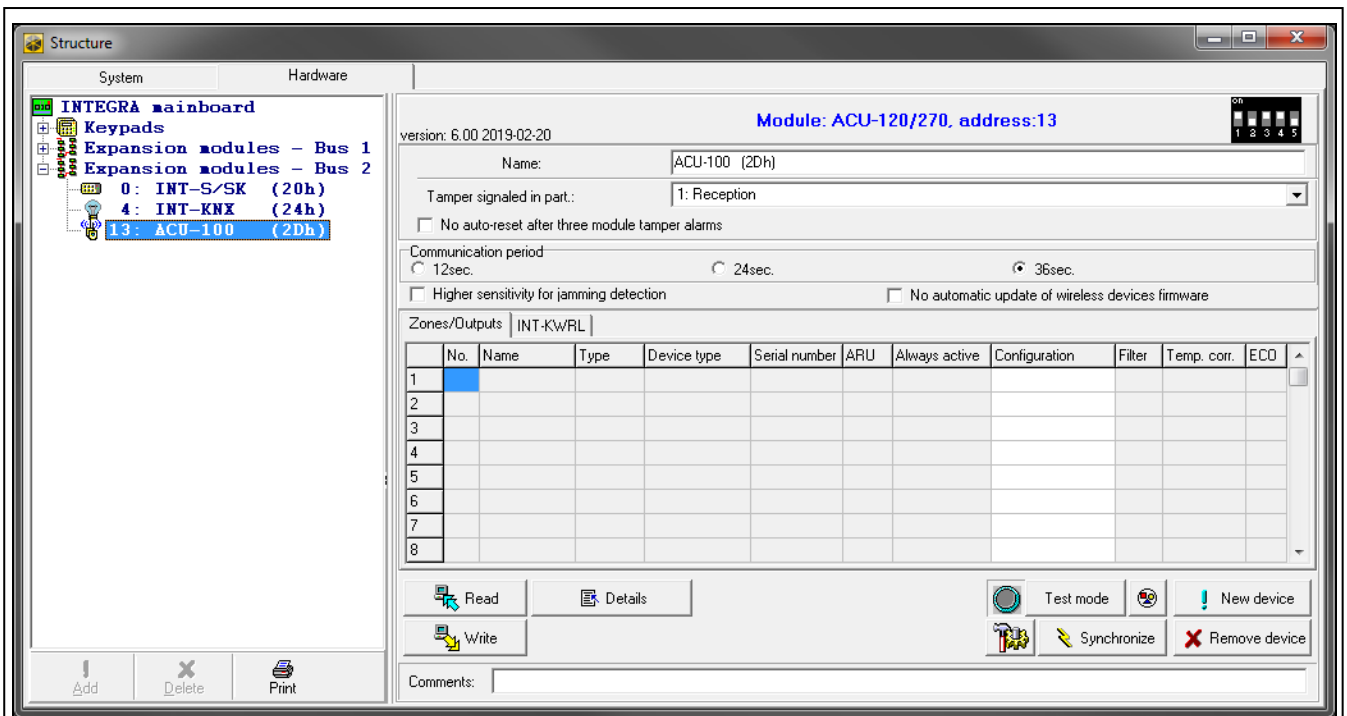 Structure
System Hardware
INTEGRA mainboard
Keypads
Expansion modules - Bus 1
Expansion modules - Bus 2
0: INT-S/SK (20h)
4: INT-KNX (24h)
13: ACU-100 (2Dh)
Add Delete Print
version: 6.00 2019-02-20
Module: ACU-120/270, address:13
on
1 2 3 4 5
Name: ACU-100 (2Dh)
Tamper signaled in part.: 1: Reception
No auto-reset after three module tamper alarms
Communication period
12sec. 24sec. 36sec.
Higher sensitivity for jamming detection No automatic update of wireless devices firmware
Zones/Outputs INT-KWRL
No. Name Type Device type Serial number ARU Always active Configuration Filter Temp. corr. ECO
1
2
3
4
5
6
7
8
Read Details Test mode New device
Write Synchronize Remove device
Comments: